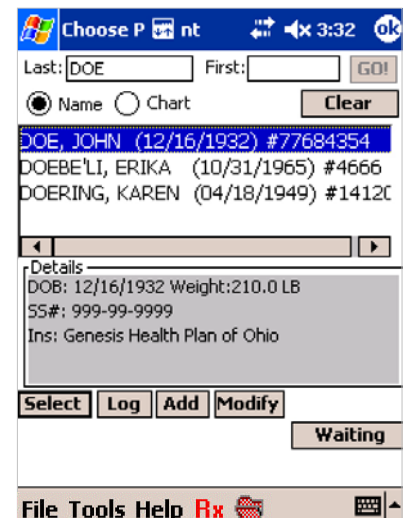 Choose P nt 3:32 ok
Last: DOE First: GO!
Name Chart Clear
DOE, JOHN (12/16/1932) #77684354
DOEBE'LI, ERIKA (10/31/1965) #4666
DOERING, KAREN (04/18/1949) #1412
Details
DOB: 12/16/1932 Weight:210.0 LB
SS#: 999-99-9999
Ins: Genesis Health Plan of Ohio
Select Log Add Modify
Waiting
File Tools Help Rx